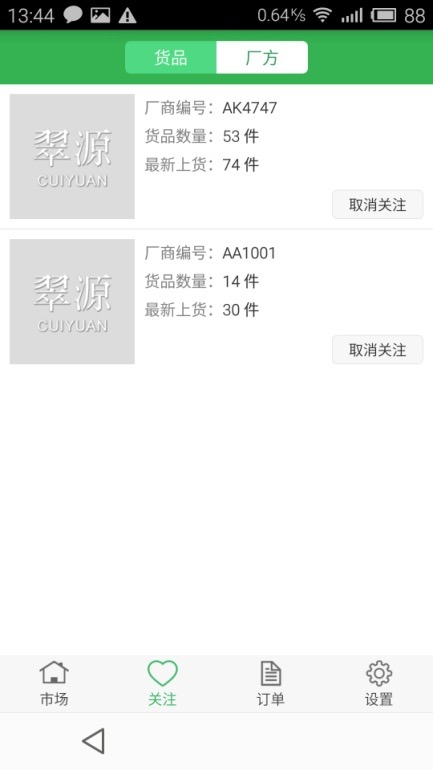 13:44 0.64K/s 88
货品 厂方
翠源
CUIYUAN
厂商编号：AK4747
货品数量：53 件
最新上货：74 件
取消关注
翠源
CUIYUAN
厂商编号：AA1001
货品数量：14 件
最新上货：30 件
取消关注
市场 关注 订单 设置